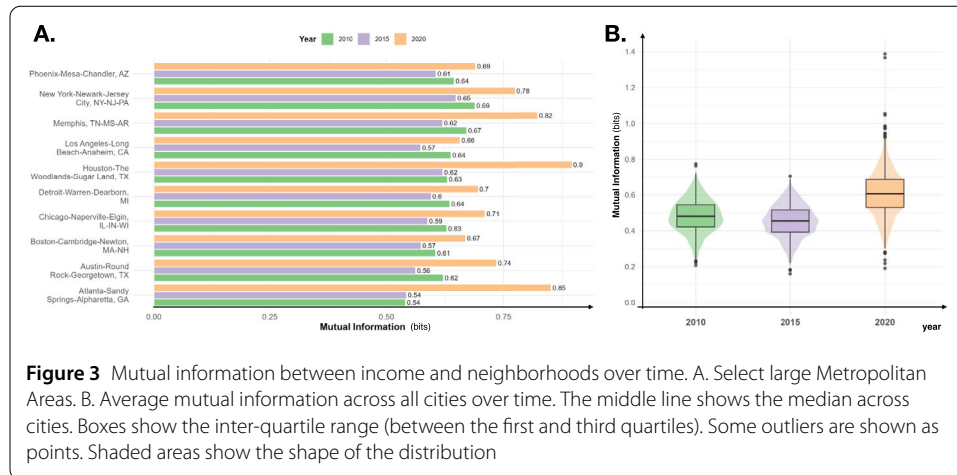 A.
Year 2010 2015 2020
Phoenix-Mesa-Chandler, AZ
0.69
0.61
0.64
New York-Newark-Jersey
City, NY-NJ-PA
0.78
0.65
0.69
Memphis, TN-MS-AR
0.82
0.62
0.67
Los Angeles-Long
Beach-Anaheim, CA
0.66
0.57
0.64
Houston-The
Woodlands-Sugar Land, TX
0.9
0.62
0.63
Detroit-Warren-Dearborn,
MI
0.7
0.6
0.64
Chicago-Naperville-Elgin,
IL-IN-WI
0.71
0.59
0.63
Boston-Cambridge-Newton,
MA-NH
0.67
0.57
0.61
Austin-Round
Rock-Georgetown, TX
0.74
0.56
0.62
Atlanta-Sandy
Springs-Alpharetta, GA
0.85
0.54
0.54
0.00 0.25 0.50 0.75
Mutual Information (bits)
B.
Mutual Information (bits)
1.4
1.2
1.0
0.8
0.6
0.4
0.2
0.0
2010 2015 2020
year
Figure 3 Mutual information between income and neighborhoods over time. A. Select large Metropolitan
Areas. B. Average mutual information across all cities over time. The middle line shows the median across
cities. Boxes show the inter-quartile range (between the first and third quartiles). Some outliers are shown as
points. Shaded areas show the shape of the distribution